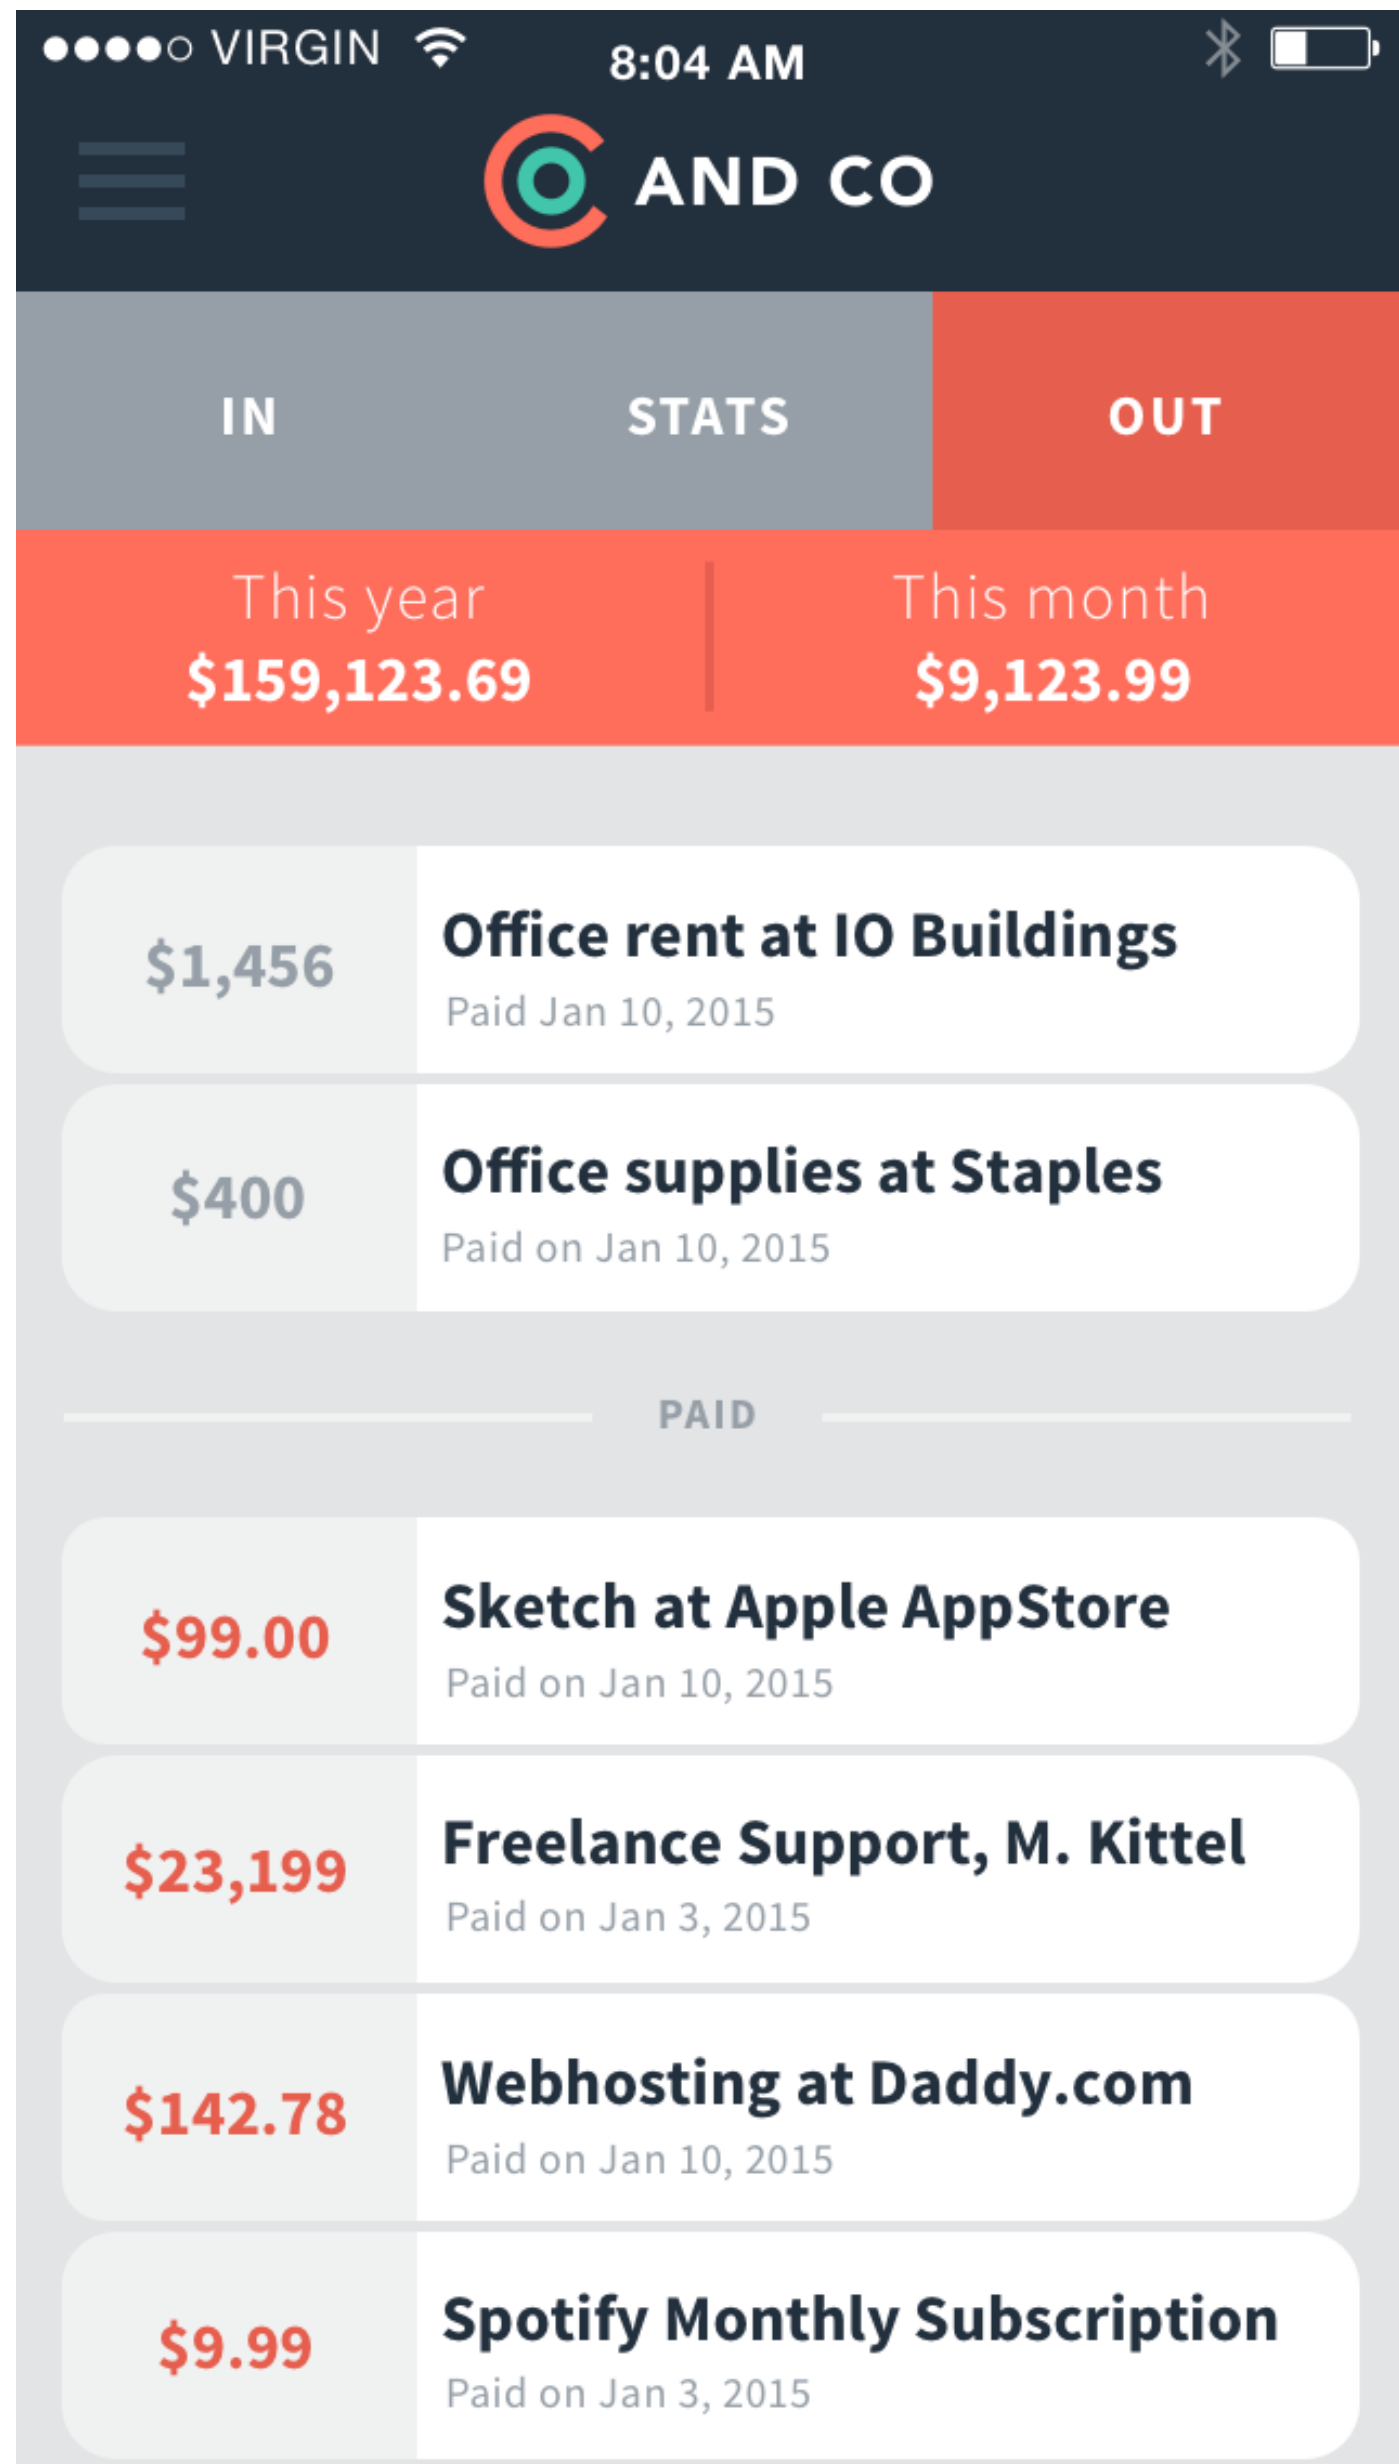 VIRGIN 8:04 AM
AND CO
IN STATS OUT
This year This month
$159,123.69 $9,123.99
$1,456
Office rent at IO Buildings
Paid Jan 10, 2015
$400
Office supplies at Staples
Paid on Jan 10, 2015
PAID
$99.00
Sketch at Apple AppStore
Paid on Jan 10, 2015
$23,199
Freelance Support, M. Kittel
Paid on Jan 3, 2015
$142.78
Webhosting at Daddy.com
Paid on Jan 10, 2015
$9.99
Spotify Monthly Subscription
Paid on Jan 3, 2015